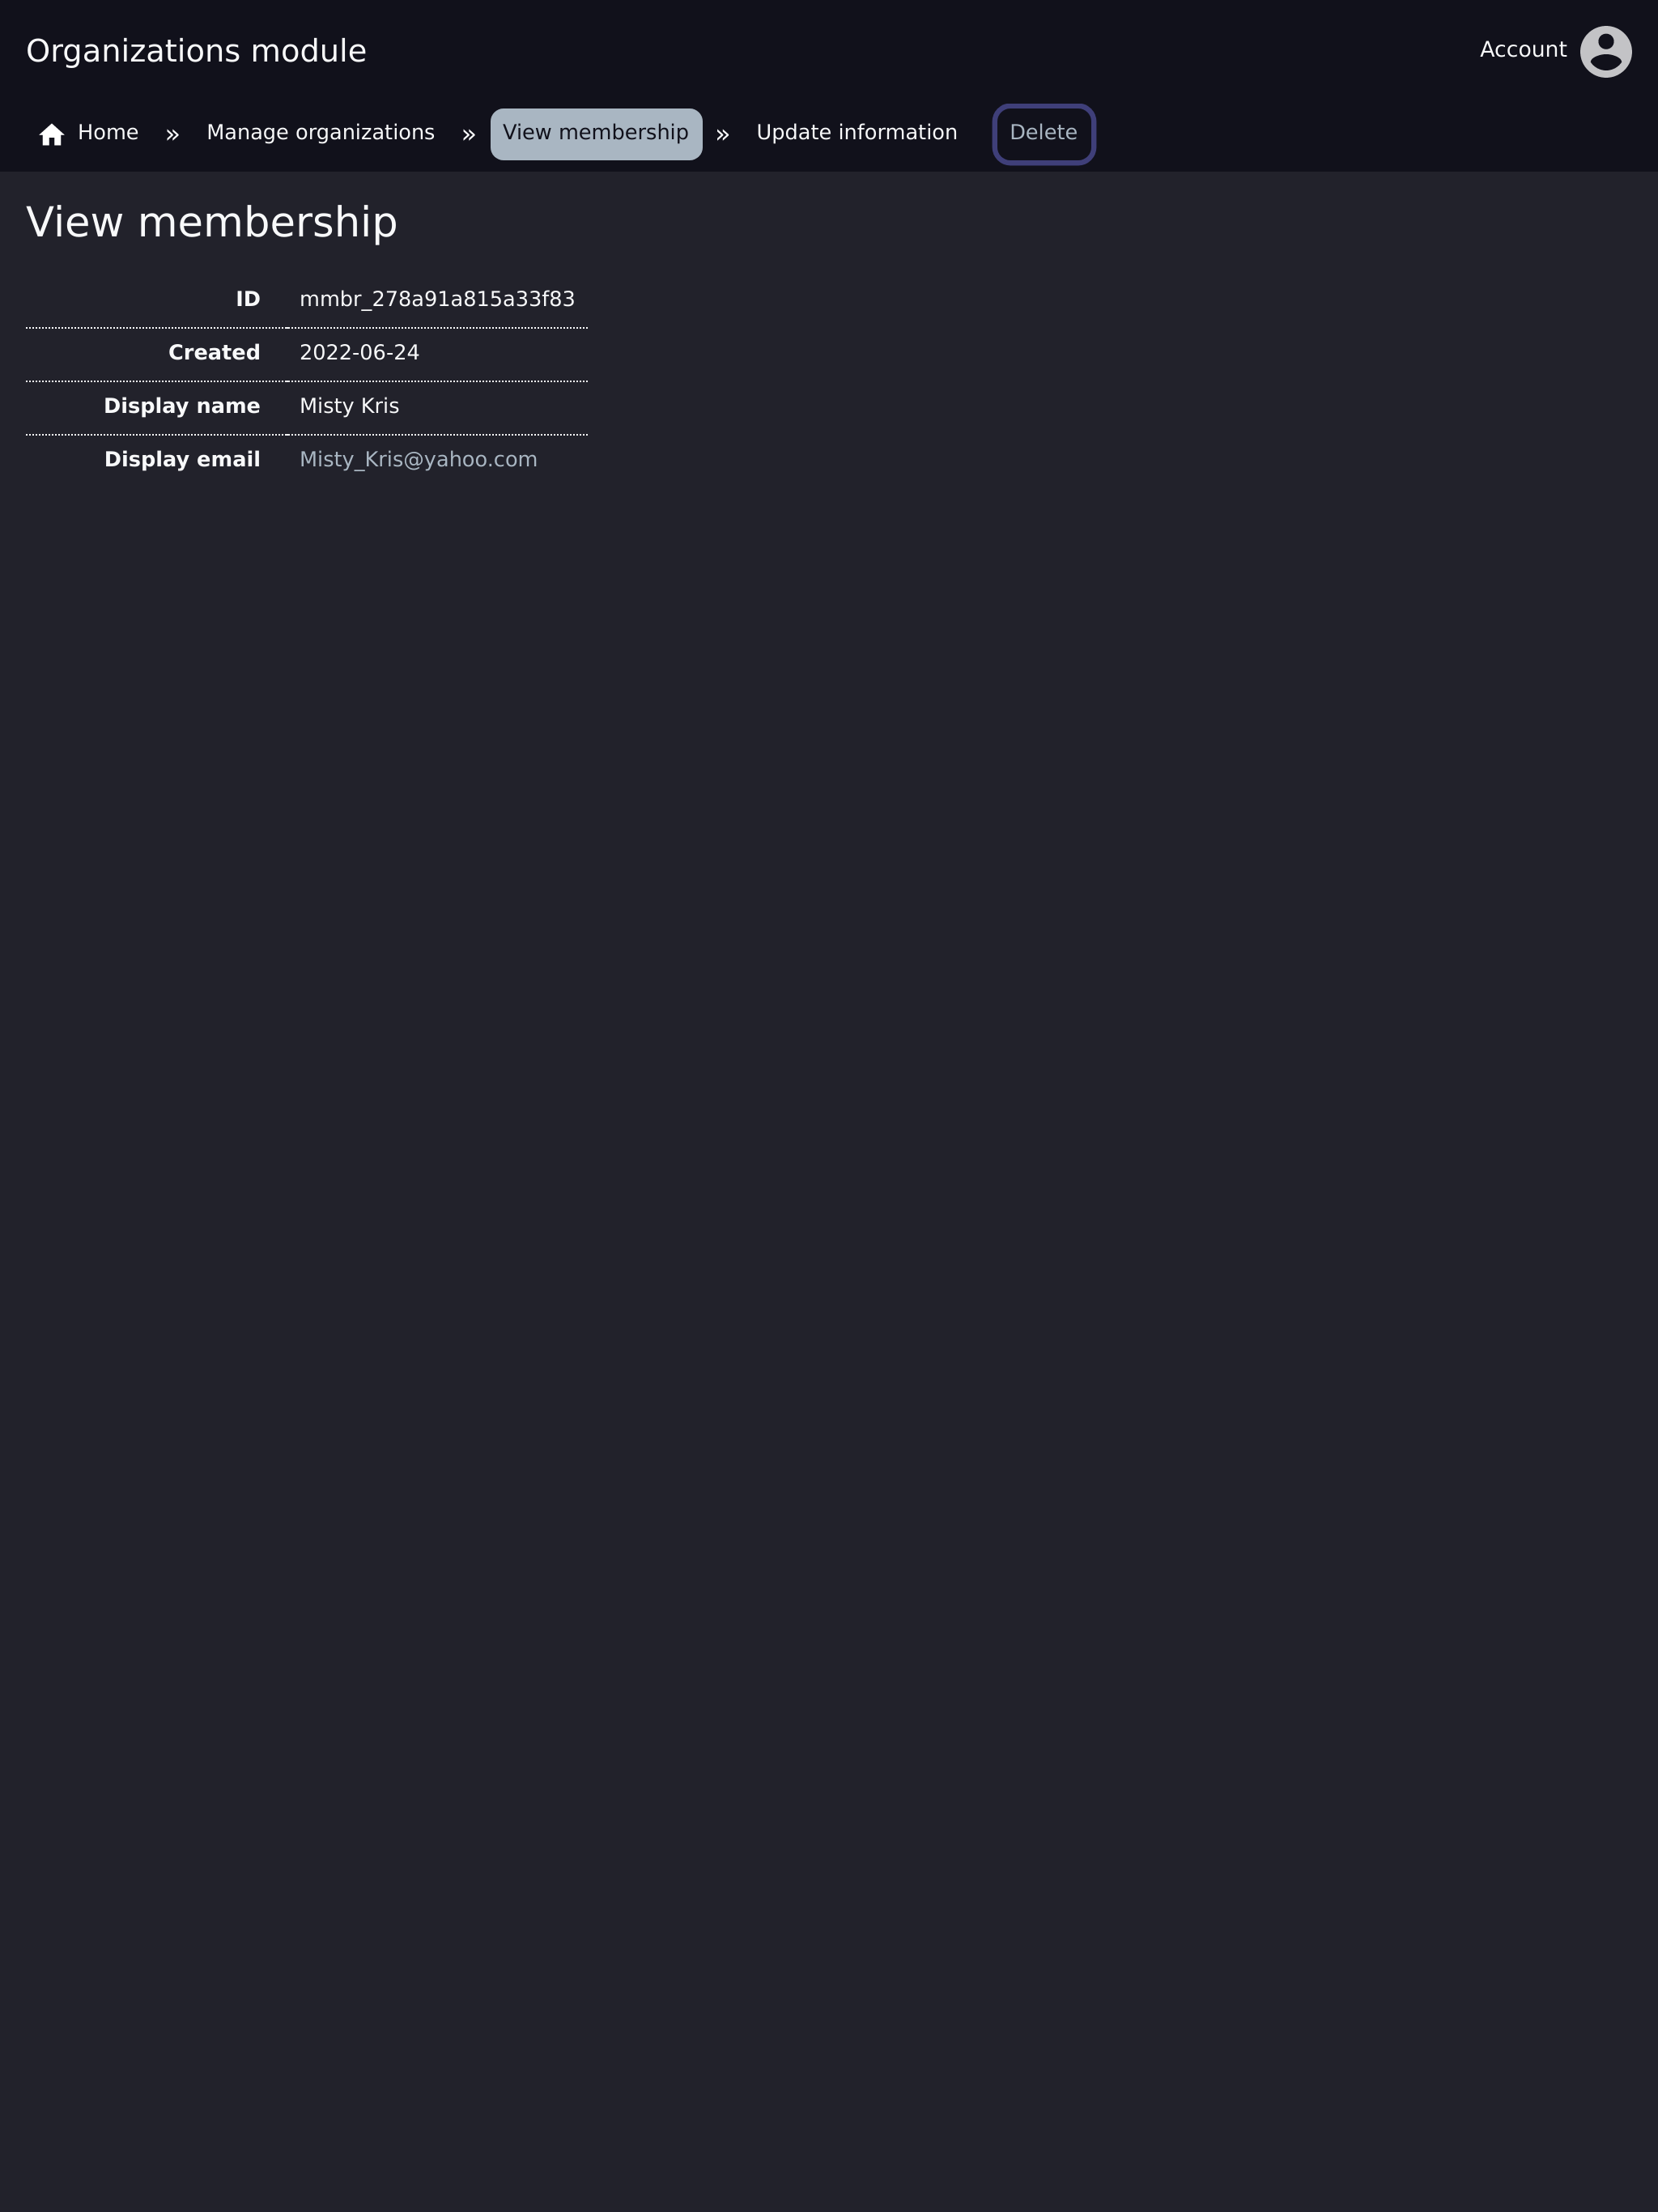 Organizations module
Account
Home » Manage organizations » View membership » Update information Delete
View membership
ID mmbr_278a91a815a33f83
Created 2022-06-24
Display name Misty Kris
Display email Misty_Kris@yahoo.com